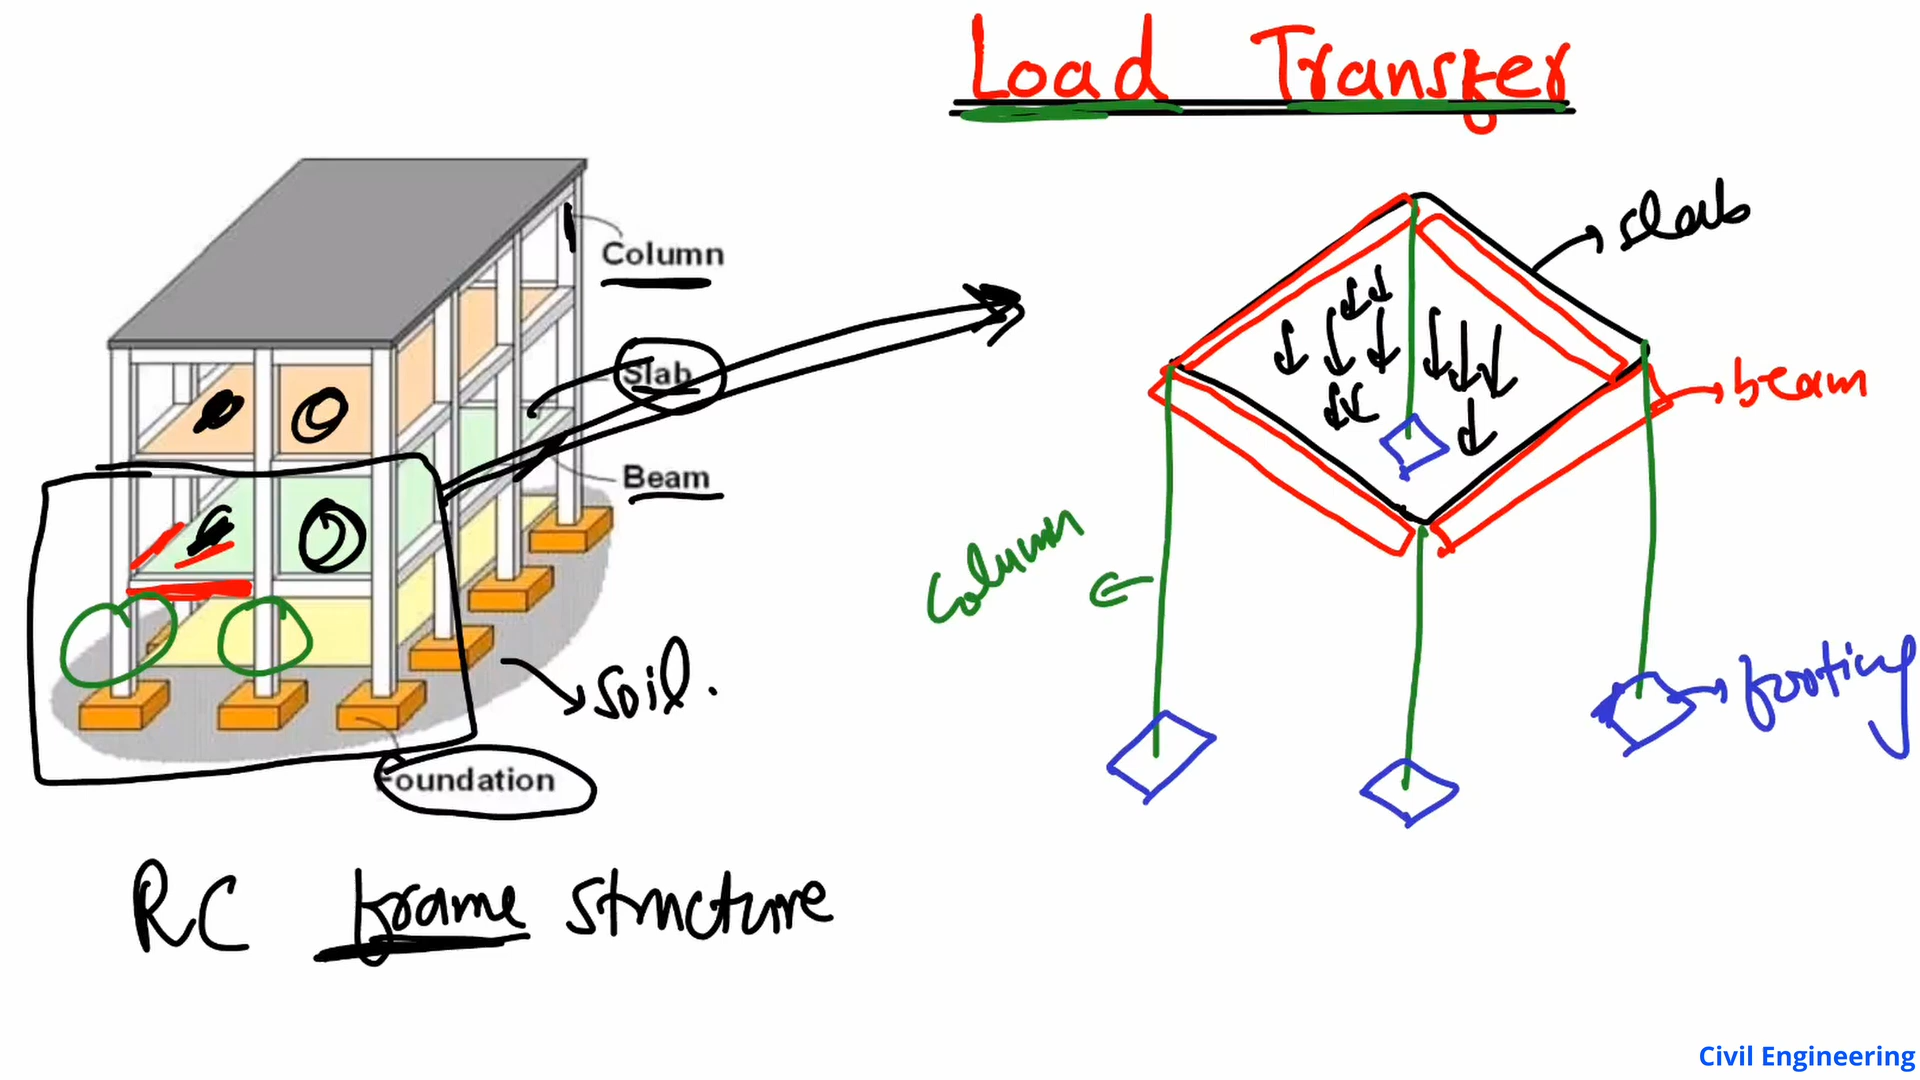 Load Transfer
Column
Slab
Beam
soil.
Foundation
RC frame structure
slab
beam
column
footing
Civil Engineering